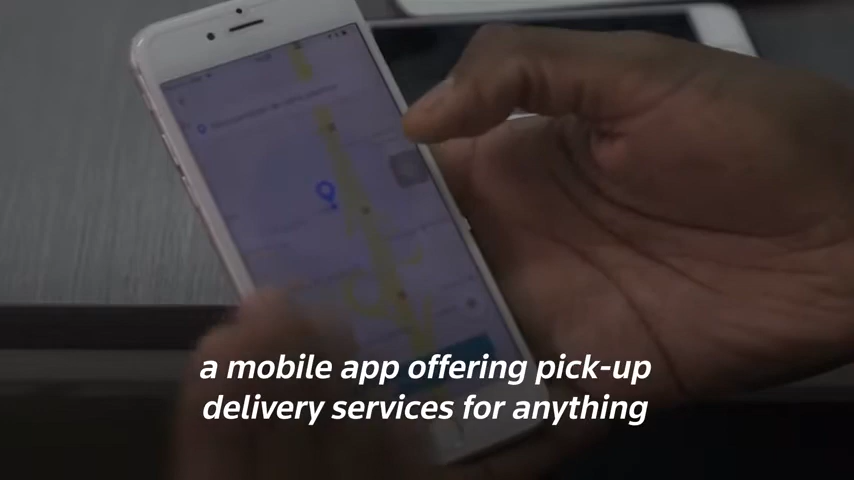 a mobile app offering pick-up
delivery services for anything